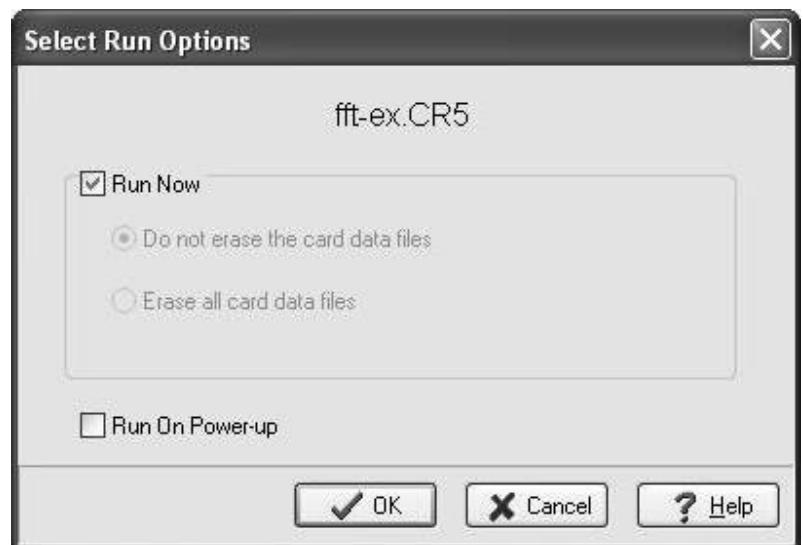 Select Run Options
fft-ex.CR5
Run Now
Do not erase the card data files
Erase all card data files
Run On Power-up
OK Cancel Help